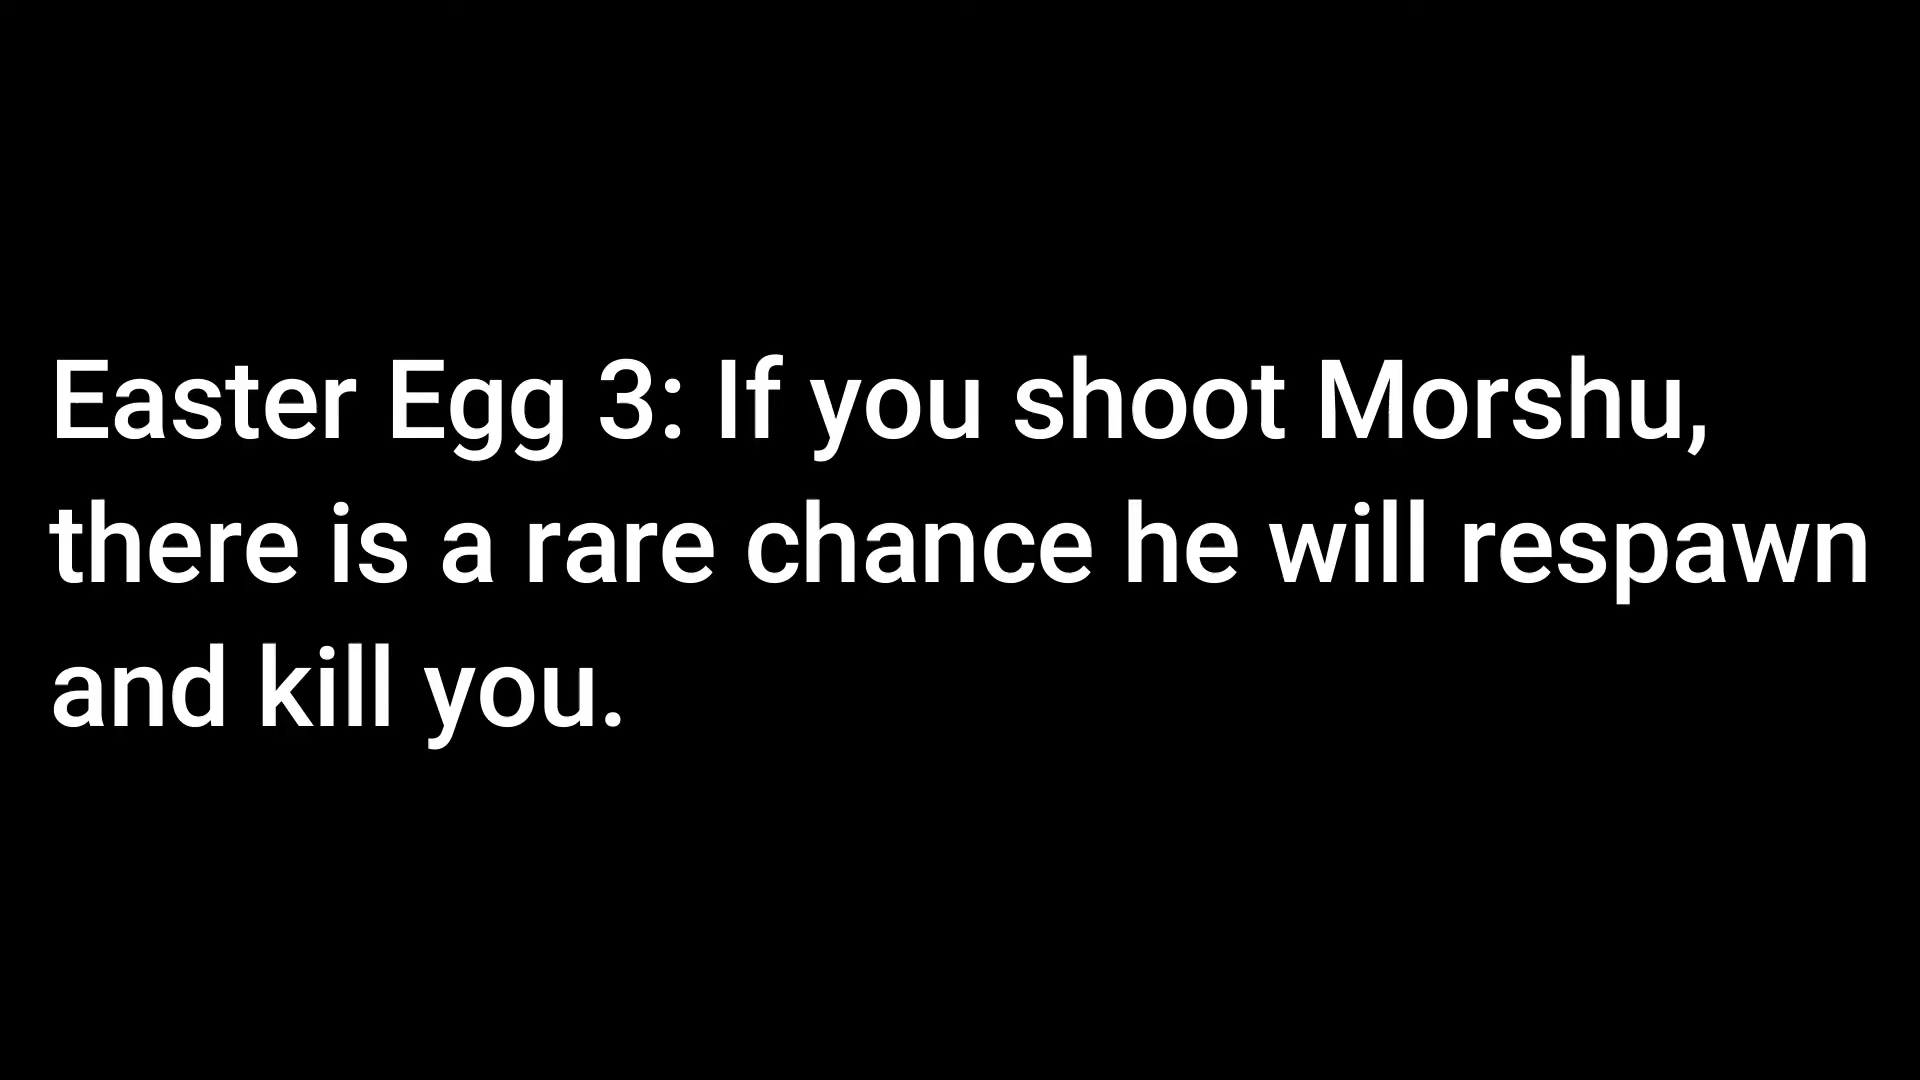 Easter Egg 3: If you shoot Morshu,
there is a rare chance he will respawn
and kill you.